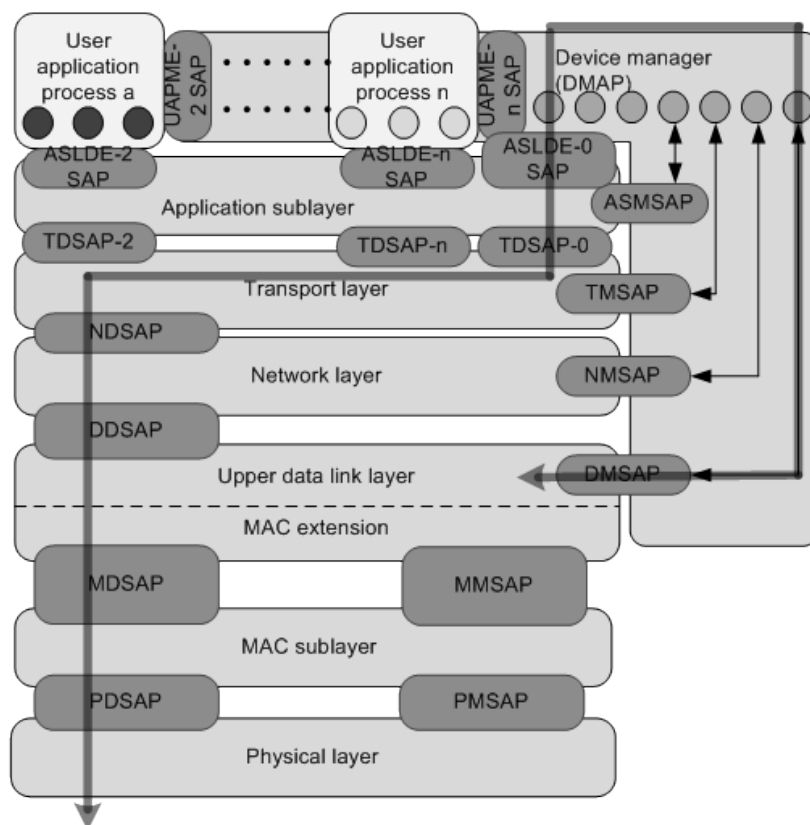 User
application
process a
UAPME-
2 SAP
User
application
process n
UAPME-
n SAP
Device manager
(DMAP)
ASLDE-2
SAP
ASLDE-n
SAP
ASLDE-0
SAP
Application sublayer
ASMSAP
TDSAP-2
TDSAP-n
TDSAP-0
Transport layer
TMSAP
NDSAP
Network layer
NMSAP
DDSAP
Upper data link layer
DMSAP
MAC extension
MDSAP
MMSAP
MAC sublayer
PDSAP
PMSAP
Physical layer